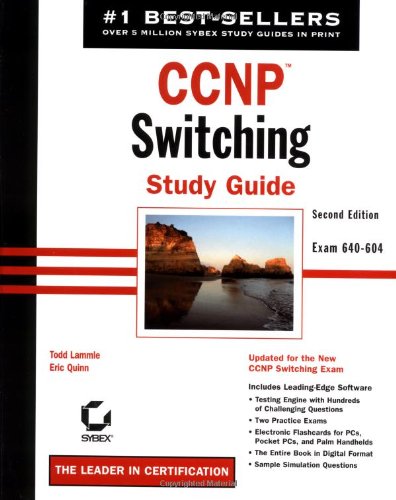 #1 BEST-SELLERS
OVER 5 MILLION SYBEX STUDY GUIDES IN PRINT
CCNP™
Switching
Study Guide
Second Edition
Exam 640-604
Todd Lammle
Eric Quinn
Updated for the New
CCNP Switching Exam
Includes Leading-Edge Software
• Testing Engine with Hundreds
of Challenging Questions
• Two Practice Exams
• Electronic Flashcards for PCs,
Pocket PCs, and Palm Handhelds
• The Entire Book in Digital Format
• Sample Simulation Questions
SYBEX®
THE LEADER IN CERTIFICATION